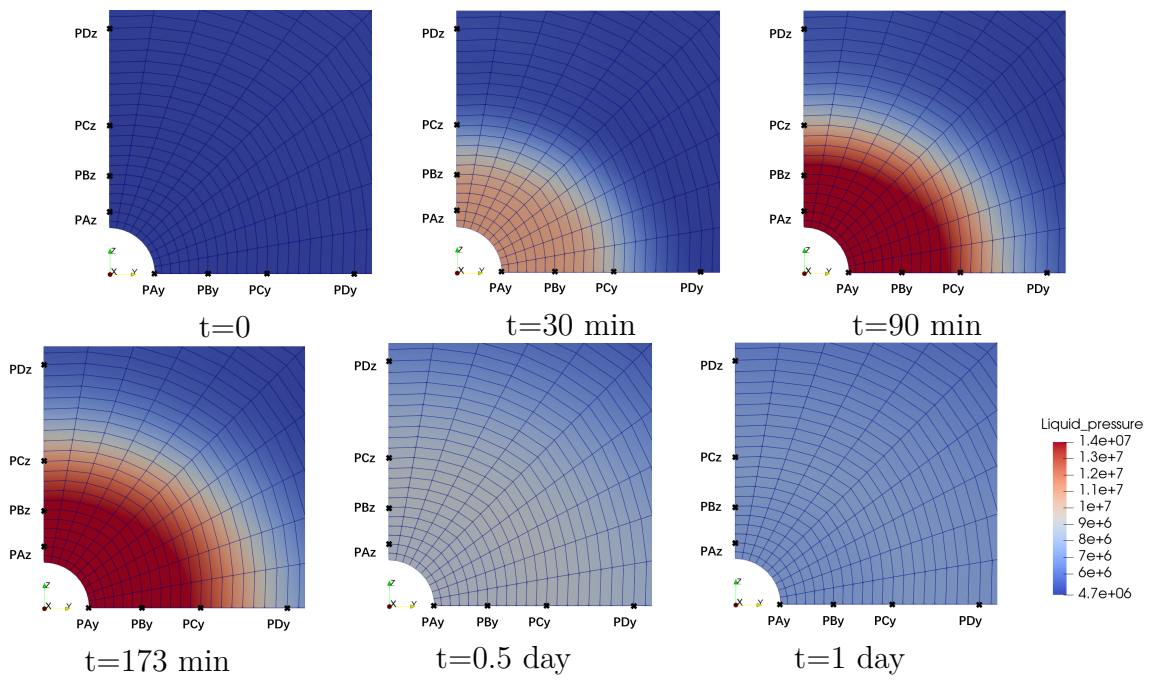 PDz
PCz
PBz
PAz
Z
X
Y
PAy PBy PCy PDy
t=0
PDz
PCz
PBz
PAz
Z
X
Y
PAy PBy PCy PDy
t=30 min
PDz
PCz
PBz
PAz
Z
X
Y
PAy PBy PCy PDy
t=90 min
PDz
PCz
PBz
PAz
Z
X
Y
PAy PBy PCy PDy
t=173 min
PDz
PCz
PBz
PAz
Z
X
Y
PAy PBy PCy PDy
t=0.5 day
PDz
PCz
PBz
PAz
Z
X
Y
PAy PBy PCy PDy
t=1 day
Liquid_pressure
1.4e+07
1.3e+7
1.2e+7
1.1e+7
1e+7
9e+6
8e+6
7e+6
6e+6
4.7e+06